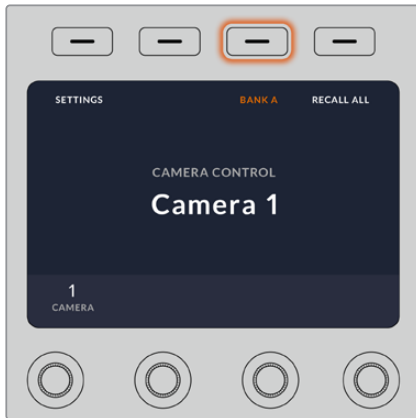 SETTINGS BANK A RECALL ALL
CAMERA CONTROL
Camera 1
1
CAMERA